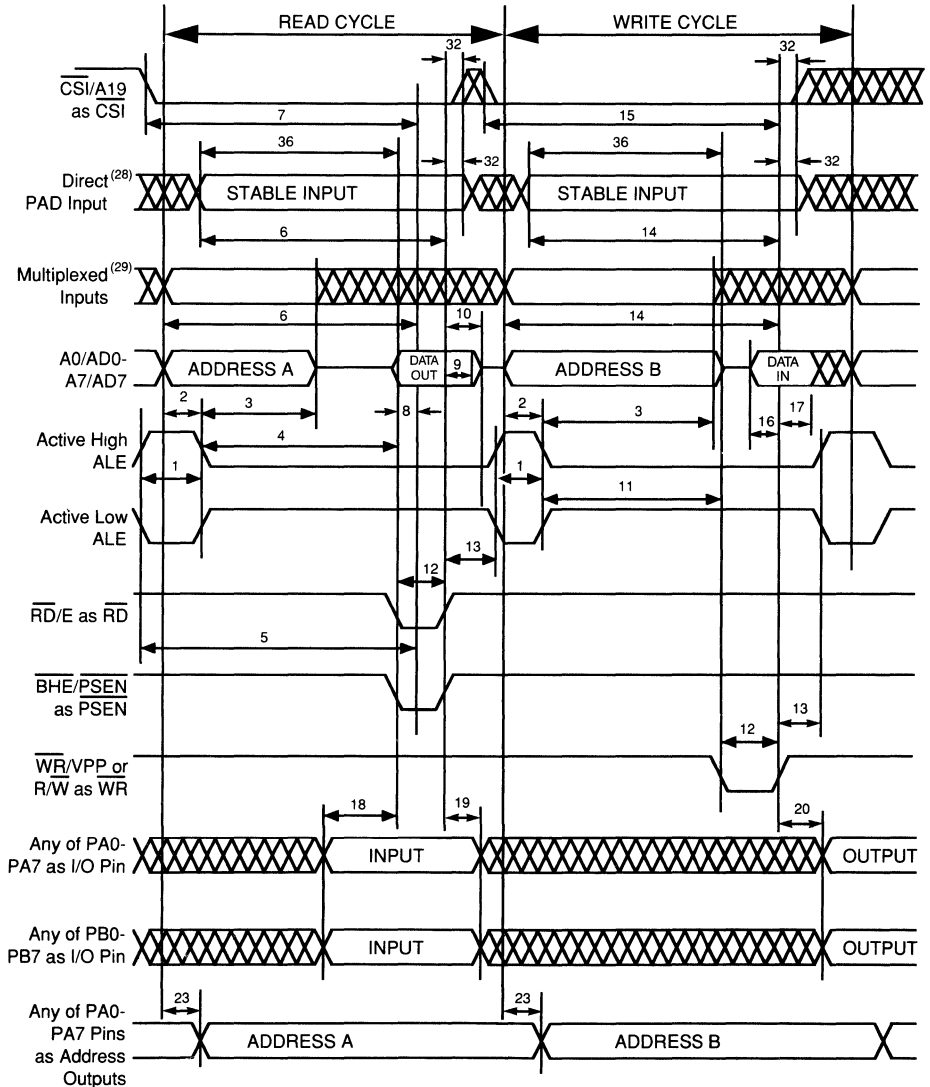 READ CYCLE
WRITE CYCLE
32
32
CSI/A19
as CSI
7
15
36
36
32
32
Direct (28)
PAD Input
STABLE INPUT
STABLE INPUT
6
14
Multiplexed (29)
Inputs
6
10
14
A0/AD0-
A7/AD7
ADDRESS A
DATA
OUT
9
ADDRESS B
DATA
IN
2
3
8
2
3
16
17
Active High
ALE
4
1
1
11
Active Low
ALE
13
12
RD/E as RD
5
BHE/PSEN
as PSEN
13
12
WR/VPP or
R/W as WR
18
19
20
Any of PA0-
PA7 as I/O Pin
INPUT
OUTPUT
Any of PB0-
PB7 as I/O Pin
INPUT
OUTPUT
23
23
Any of PA0-
PA7 Pins
as Address
Outputs
ADDRESS A
ADDRESS B